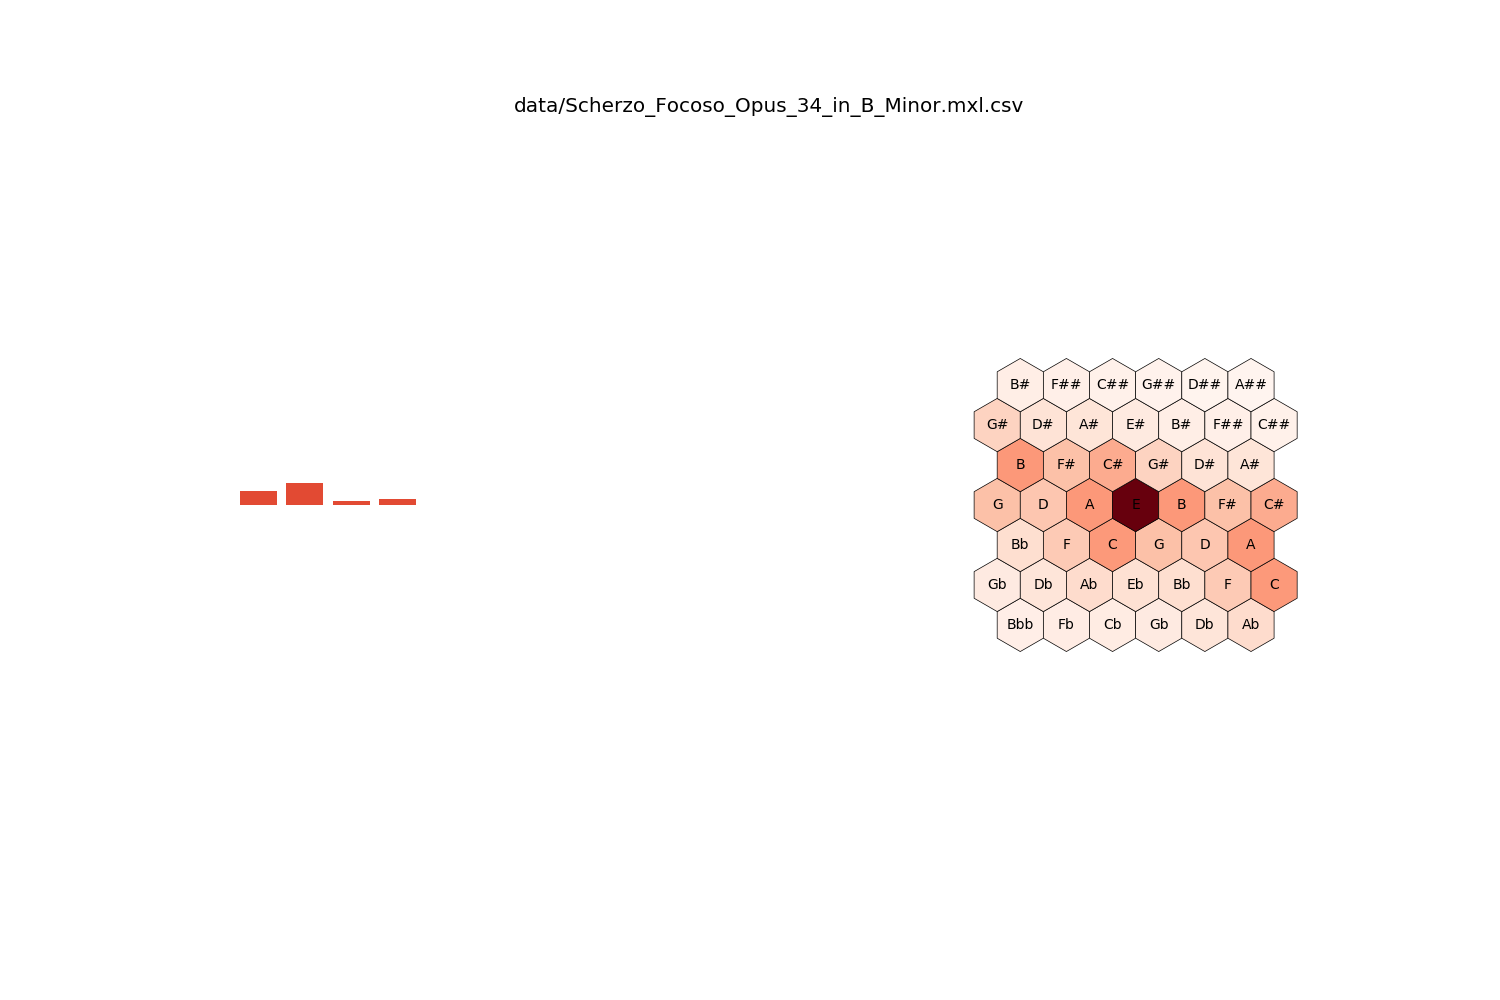 data/Scherzo_Focoso_Opus_34_in_B_Minor.mxl.csv
B# F## C## G## D## A##
G# D# A# E# B# F## C##
B F# C# G# D# A#
G D A E B F# C#
Bb F C G D A
Gb Db Ab Eb Bb F C
Bbb Fb Cb Gb Db Ab